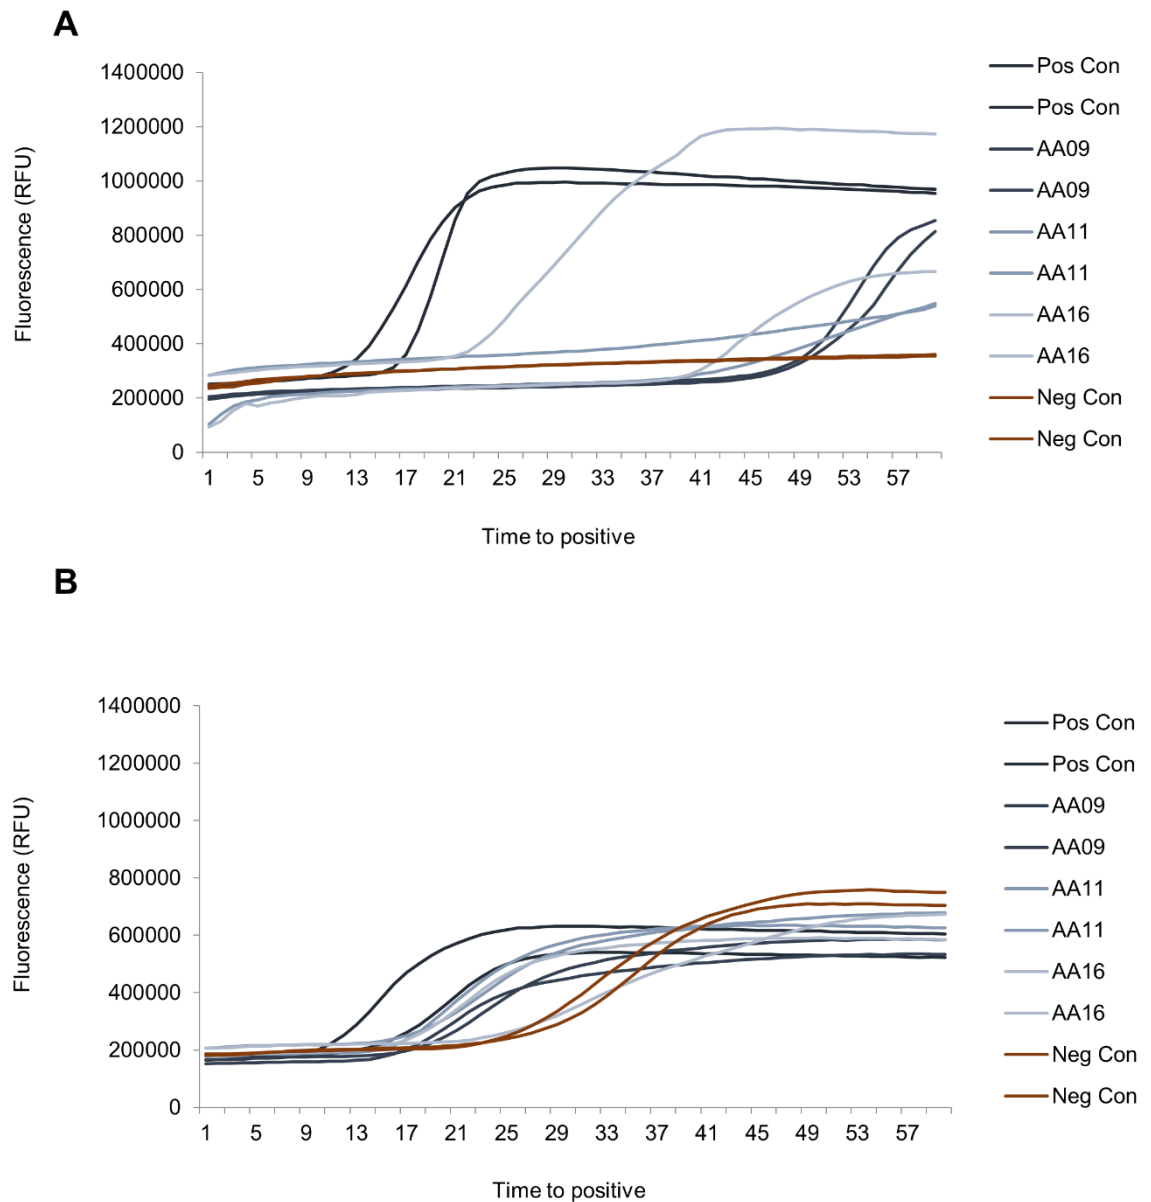 A
Fluorescence (RFU)
1400000
1200000
1000000
800000
600000
400000
200000
0
1 5 9 13 17 21 25 29 33 37 41 45 49 53 57
Time to positive
Pos Con
Pos Con
AA09
AA09
AA11
AA11
AA16
AA16
Neg Con
Neg Con
B
Fluorescence (RFU)
1400000
1200000
1000000
800000
600000
400000
200000
0
1 5 9 13 17 21 25 29 33 37 41 45 49 53 57
Time to positive
Pos Con
Pos Con
AA09
AA09
AA11
AA11
AA16
AA16
Neg Con
Neg Con